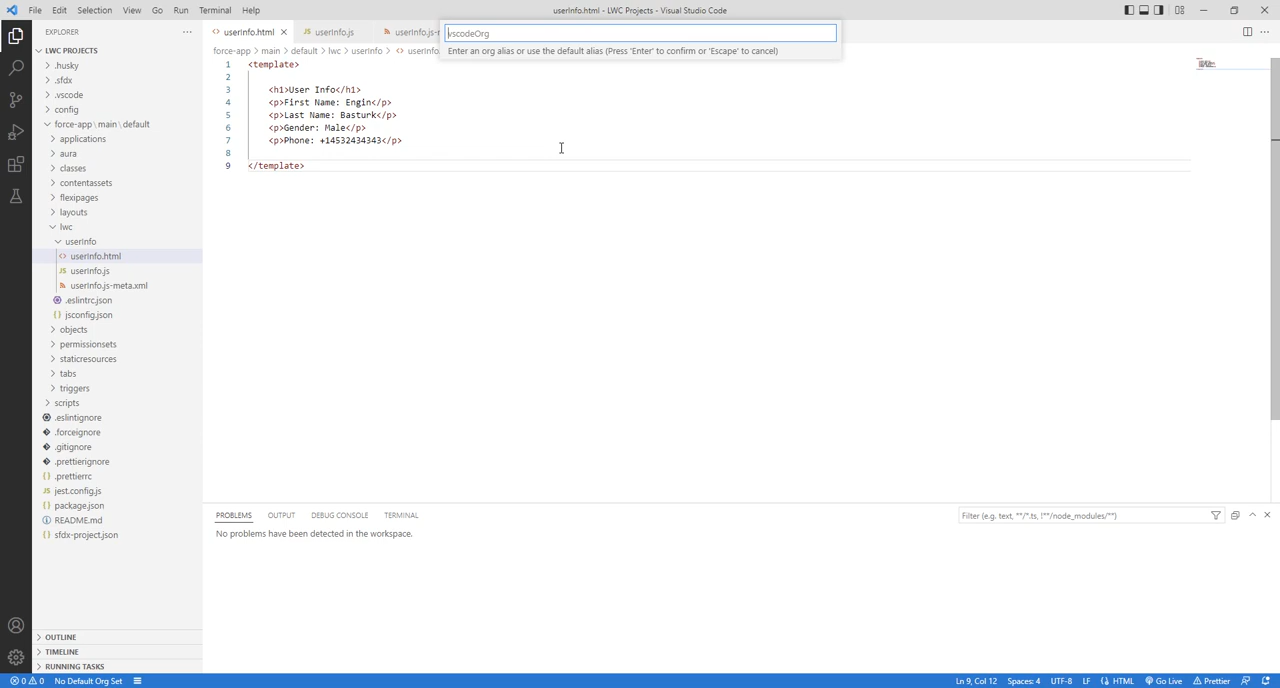 File Edit Selection View Go Run Terminal Help
userInfo.html - LWC Projects - Visual Studio Code
EXPLORER
userInfo.html
JS userInfo.js
userInfo.js-
vscodeOrg
Enter an org alias or use the default alias (Press 'Enter' to confirm or 'Escape' to cancel)
force-app > main > default > lwc > userInfo > <> userInfo.
LWC PROJECTS
.husky
.sfdx
.vscode
config
force-app \ main \ default
applications
aura
classes
contentassets
flexipages
layouts
lwc
userInfo
userInfo.html
JS userInfo.js
userInfo.js-meta.xml
.eslintrc.json
{} jsconfig.json
objects
permissionsets
staticresources
tabs
triggers
scripts
.eslintignore
.forceignore
.gitignore
.prettierignore
{} .prettierrc
JS jest.config.js
{} package.json
README.md
{} sfdx-project.json
OUTLINE
TIMELINE
RUNNING TASKS
1 <template>
2
3 <h1>User Info</h1>
4 <p>First Name: Engin</p>
5 <p>Last Name: Basturk</p>
6 <p>Gender: Male</p>
7 <p>Phone: +14532434343</p>
8
9 </template>
PROBLEMS OUTPUT DEBUG CONSOLE TERMINAL
Filter (e.g. text, **/*.ts, !**/node_modules/**)
No problems have been detected in the workspace.
0 0 No Default Org Set
Ln 9, Col 12 Spaces: 4 UTF-8 LF HTML Go Live Prettier